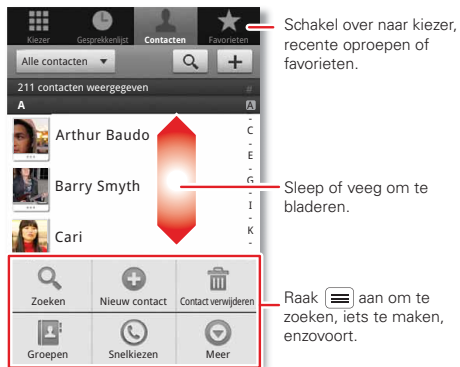 Kiezer Gesprekkenlijst Contacten Favorieten
Schakel over naar kiezer,
recente oproepen of
favorieten.
Alle contacten
211 contacten weergegeven #
A A
Arthur Baudo
-
C
-
E
-
Barry Smyth
G
-
I
-
Sleep of veeg om te
bladeren.
Cari
K
-
Zoeken Nieuw contact Contact verwijderen
Groepen Snelkiezen Meer
Raak aan om te
zoeken, iets te maken,
enzovoort.